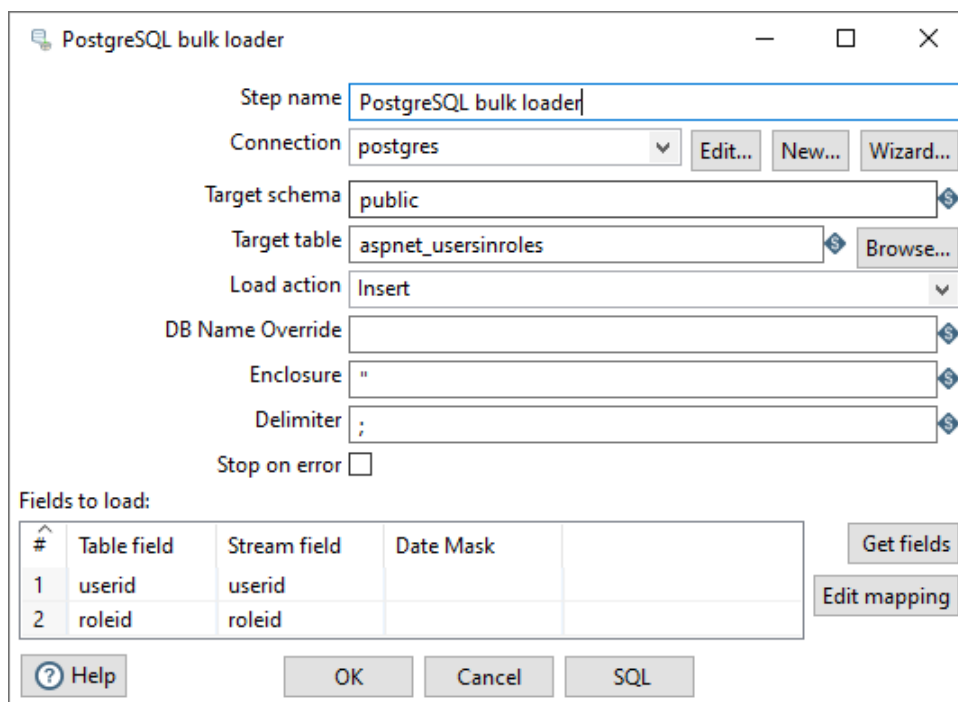 PostgreSQL bulk loader
Step name PostgreSQL bulk loader
Connection postgres Edit... New... Wizard...
Target schema public
Target table aspnet_usersinroles Browse...
Load action Insert
DB Name Override
Enclosure "
Delimiter ;
Stop on error
Fields to load:
# Table field Stream field Date Mask Get fields
1 userid userid
2 roleid roleid Edit mapping
? Help OK Cancel SQL